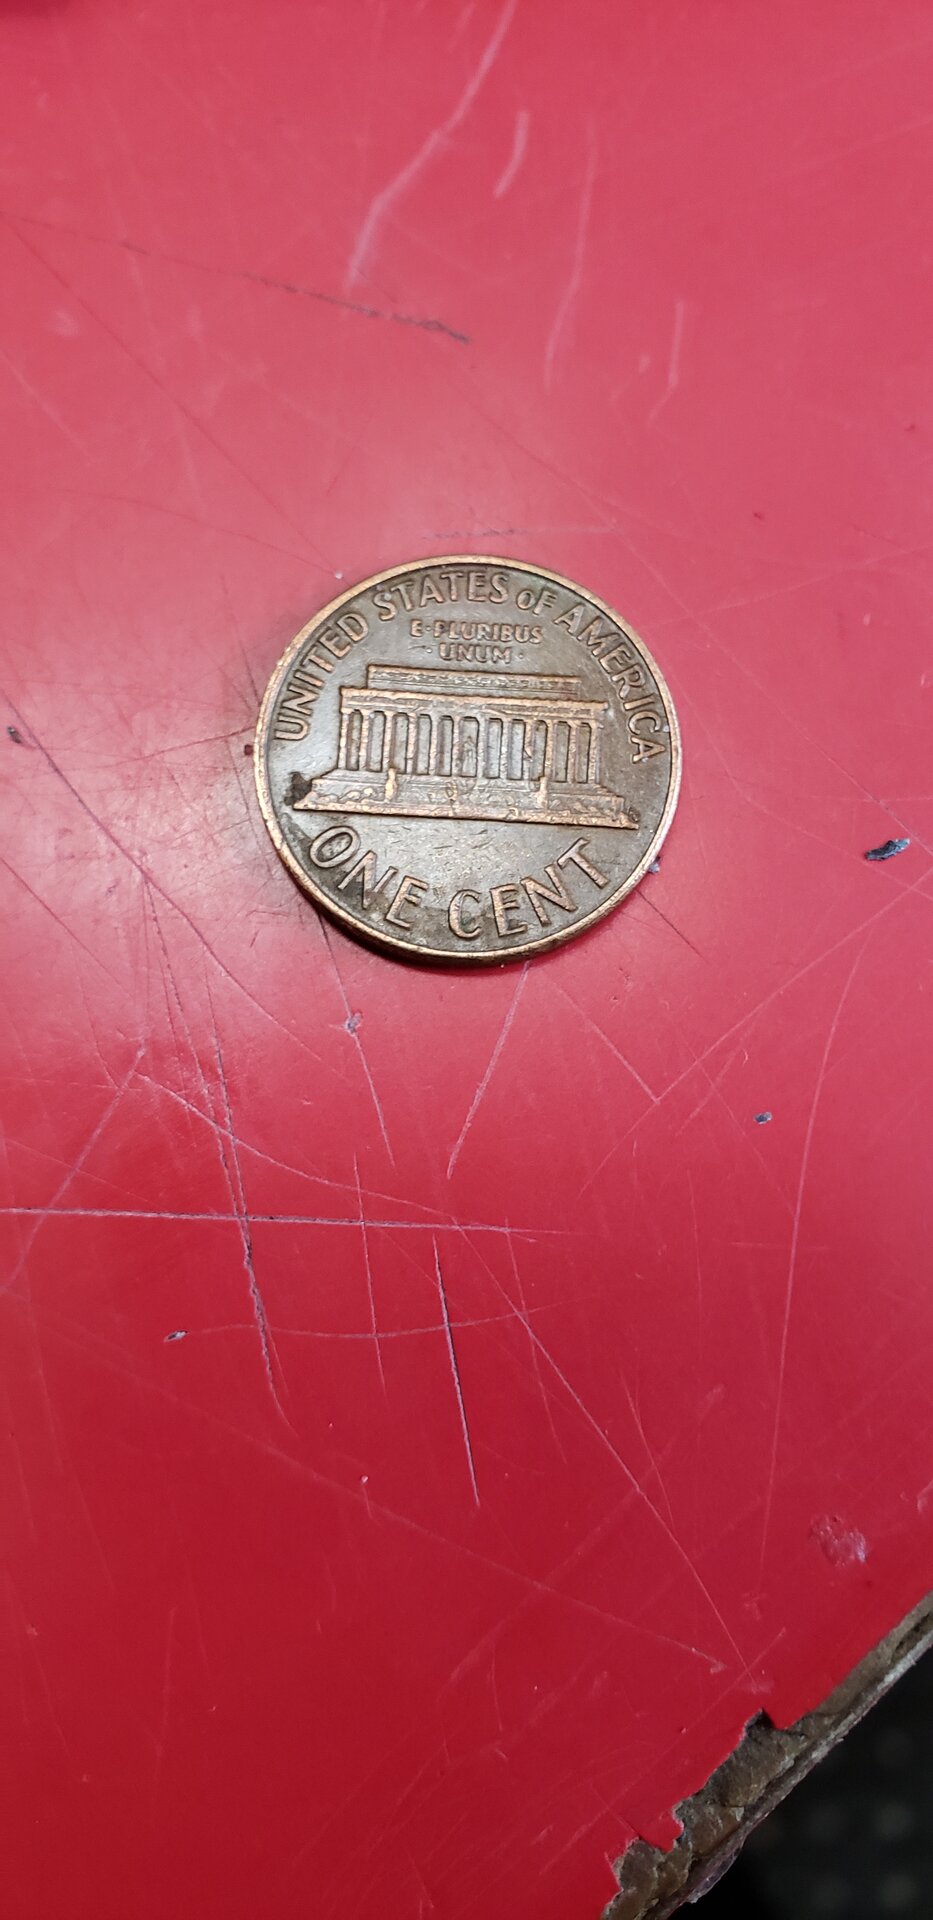 UNITED STATES OF AMERICA
E·PLURIBUS
·UNUM·
ONE CENT